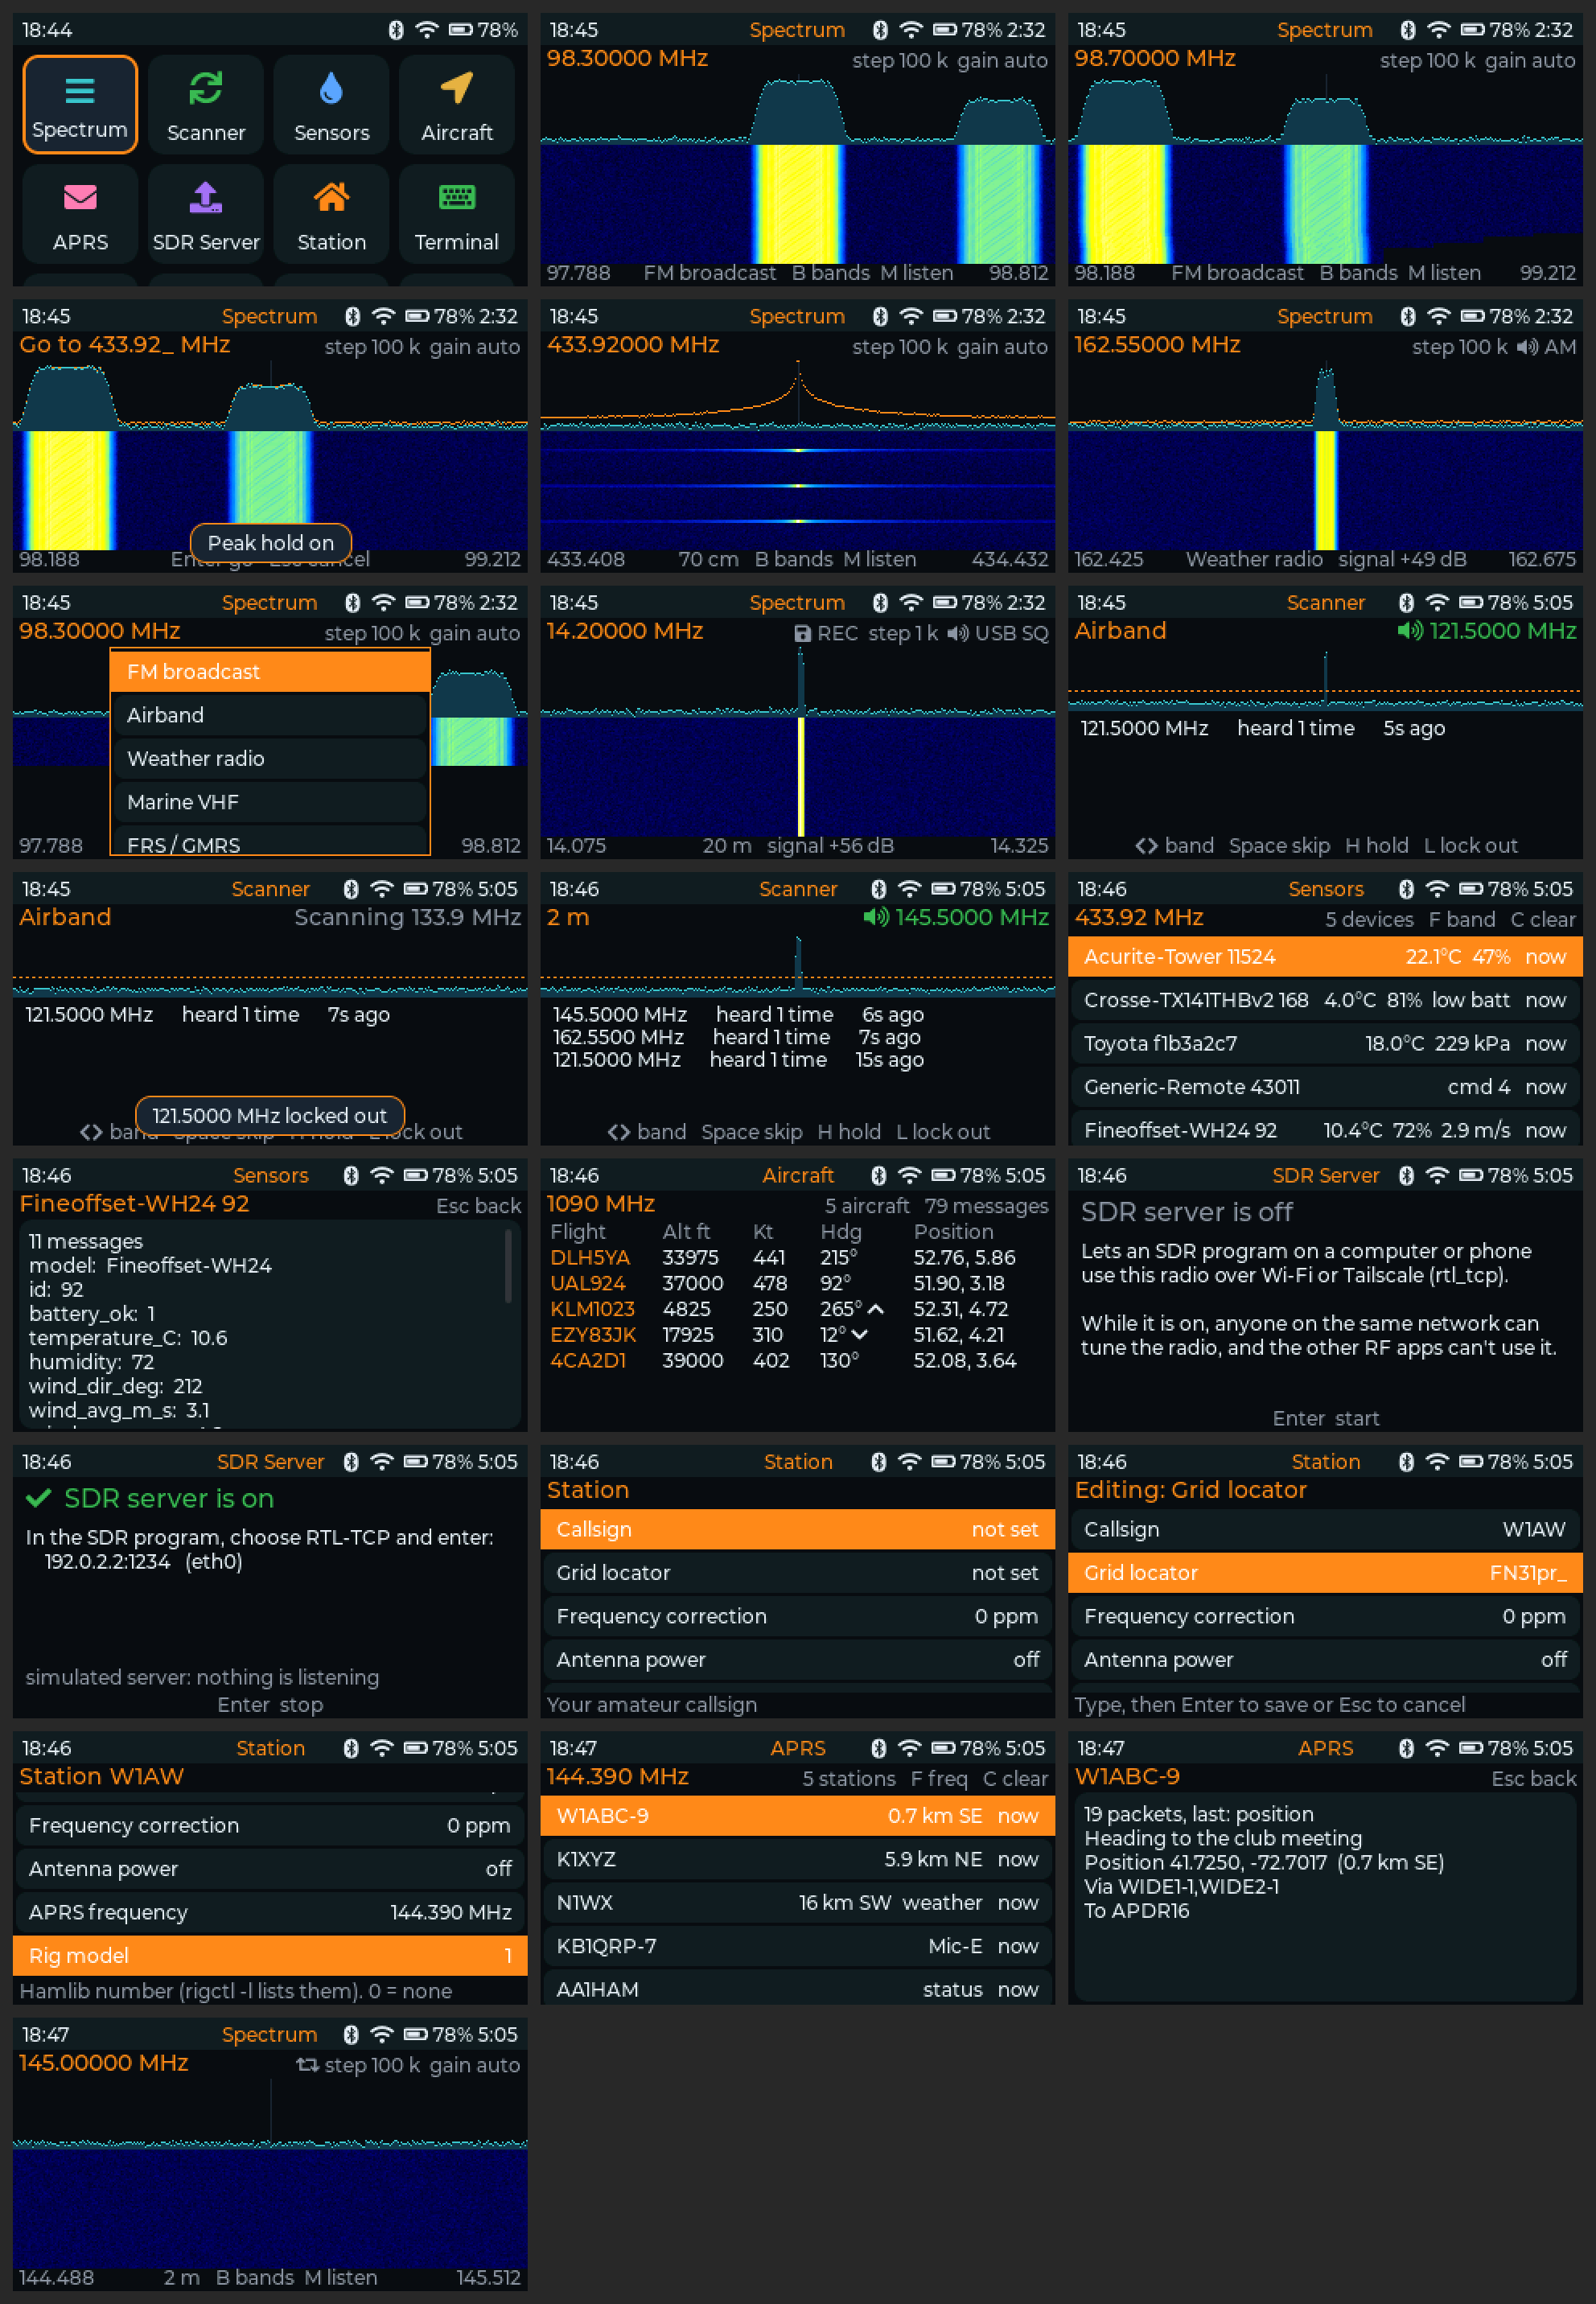 18:44 78%
Spectrum Scanner Sensors Aircraft
APRS SDR Server Station Terminal
18:45 Spectrum 78% 2:32
98.30000 MHz step 100 k gain auto
97.788 FM broadcast B bands M listen 98.812
18:45 Spectrum 78% 2:32
98.70000 MHz step 100 k gain auto
98.188 FM broadcast B bands M listen 99.212
18:45 Spectrum 78% 2:32
Go to 433.92_ MHz step 100 k gain auto
Peak hold on
98.188 99.212
18:45 Spectrum 78% 2:32
433.92000 MHz step 100 k gain auto
433.408 70 cm B bands M listen 434.432
18:45 Spectrum 78% 2:32
162.55000 MHz step 100 k AM
162.425 Weather radio signal +49 dB 162.675
18:45 Spectrum 78% 2:32
98.30000 MHz step 100 k gain auto
FM broadcast
Airband
Weather radio
Marine VHF
FRS / GMRS
97.788 98.812
18:45 Spectrum 78% 2:32
14.20000 MHz REC step 1 k USB SQ
14.075 20 m signal +56 dB 14.325
18:45 Scanner 78% 5:05
Airband 121.5000 MHz
121.5000 MHz heard 1 time 5s ago
<> band Space skip H hold L lock out
18:45 Scanner 78% 5:05
Airband Scanning 133.9 MHz
121.5000 MHz heard 1 time 7s ago
121.5000 MHz locked out
<> band Space skip H hold L lock out
18:46 Scanner 78% 5:05
2 m 145.5000 MHz
145.5000 MHz heard 1 time 6s ago
162.5500 MHz heard 1 time 7s ago
121.5000 MHz heard 1 time 15s ago
<> band Space skip H hold L lock out
18:46 Sensors 78% 5:05
433.92 MHz 5 devices F band C clear
Acurite-Tower 11524 22.1°C 47% now
Crosse-TX141THBv2 168 4.0°C 81% low batt now
Toyota f1b3a2c7 18.0°C 229 kPa now
Generic-Remote 43011 cmd 4 now
Fineoffset-WH24 92 10.4°C 72% 2.9 m/s now
18:46 Sensors 78% 5:05
Fineoffset-WH24 92 Esc back
11 messages
model: Fineoffset-WH24
id: 92
battery_ok: 1
temperature_C: 10.6
humidity: 72
wind_dir_deg: 212
wind_avg_m_s: 3.1
18:46 Aircraft 78% 5:05
1090 MHz 5 aircraft 79 messages
Flight Alt ft Kt Hdg Position
DLH5YA 33975 441 215° 52.76, 5.86
UAL924 37000 478 92° 51.90, 3.18
KLM1023 4825 250 265° 52.31, 4.72
EZY83JK 17925 310 12° 51.62, 4.21
4CA2D1 39000 402 130° 52.08, 3.64
18:46 SDR Server 78% 5:05
SDR server is off
Lets an SDR program on a computer or phone
use this radio over Wi-Fi or Tailscale (rtl_tcp).
While it is on, anyone on the same network can
tune the radio, and the other RF apps can't use it.
Enter start
18:46 SDR Server 78% 5:05
SDR server is on
In the SDR program, choose RTL-TCP and enter:
192.0.2.2:1234 (eth0)
simulated server: nothing is listening
Enter stop
18:46 Station 78% 5:05
Station
Callsign not set
Grid locator not set
Frequency correction 0 ppm
Antenna power off
Your amateur callsign
18:46 Station 78% 5:05
Editing: Grid locator
Callsign W1AW
Grid locator FN31pr_
Frequency correction 0 ppm
Antenna power off
Type, then Enter to save or Esc to cancel
18:46 Station 78% 5:05
Station W1AW
Frequency correction 0 ppm
Antenna power off
APRS frequency 144.390 MHz
Rig model 1
Hamlib number (rigctl -l lists them). 0 = none
18:47 APRS 78% 5:05
144.390 MHz 5 stations F freq C clear
W1ABC-9 0.7 km SE now
K1XYZ 5.9 km NE now
N1WX 16 km SW weather now
KB1QRP-7 Mic-E now
AA1HAM status now
18:47 APRS 78% 5:05
W1ABC-9 Esc back
19 packets, last: position
Heading to the club meeting
Position 41.7250, -72.7017 (0.7 km SE)
Via WIDE1-1,WIDE2-1
To APDR16
18:47 Spectrum 78% 5:05
145.00000 MHz step 100 k gain auto
144.488 2 m B bands M listen 145.512